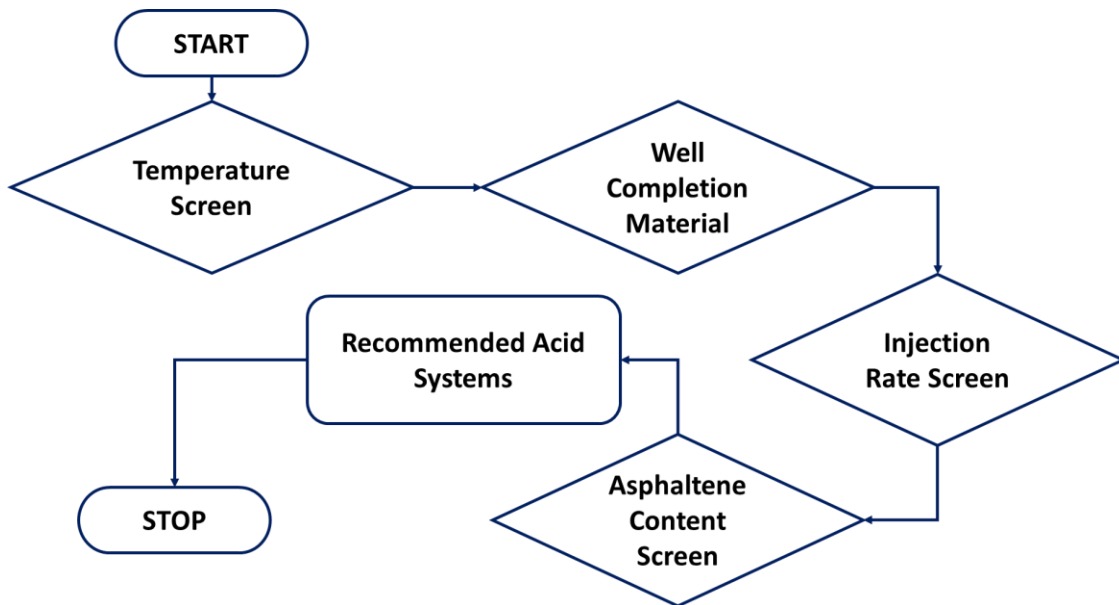 START
Temperature
Screen
Well
Completion
Material
Injection
Rate Screen
Asphaltene
Content
Screen
Recommended Acid
Systems
STOP